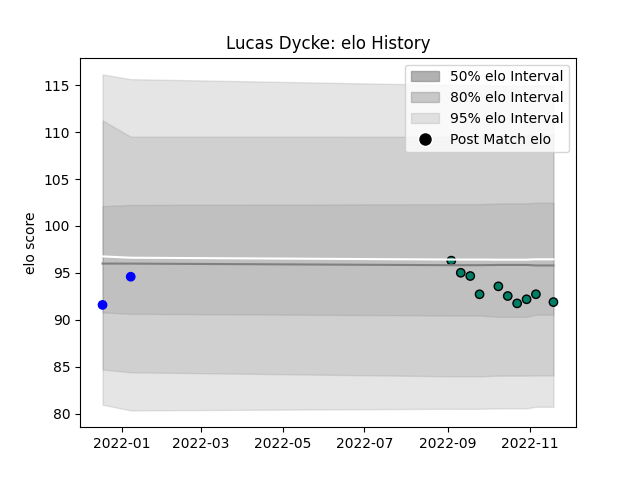 Lucas Dycke: elo History
115
110
105
100
95
90
85
80
elo score
50% elo Interval
80% elo Interval
95% elo Interval
Post Match elo
2022-01
2022-03
2022-05
2022-07
2022-09
2022-11